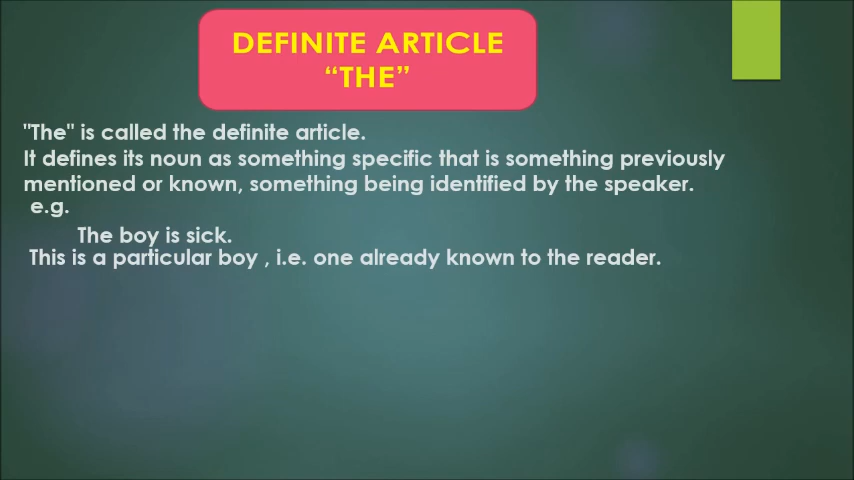 DEFINITE ARTICLE
“THE”
"The" is called the definite article.
It defines its noun as something specific that is something previously
mentioned or known, something being identified by the speaker.
e.g.
The boy is sick.
This is a particular boy , i.e. one already known to the reader.